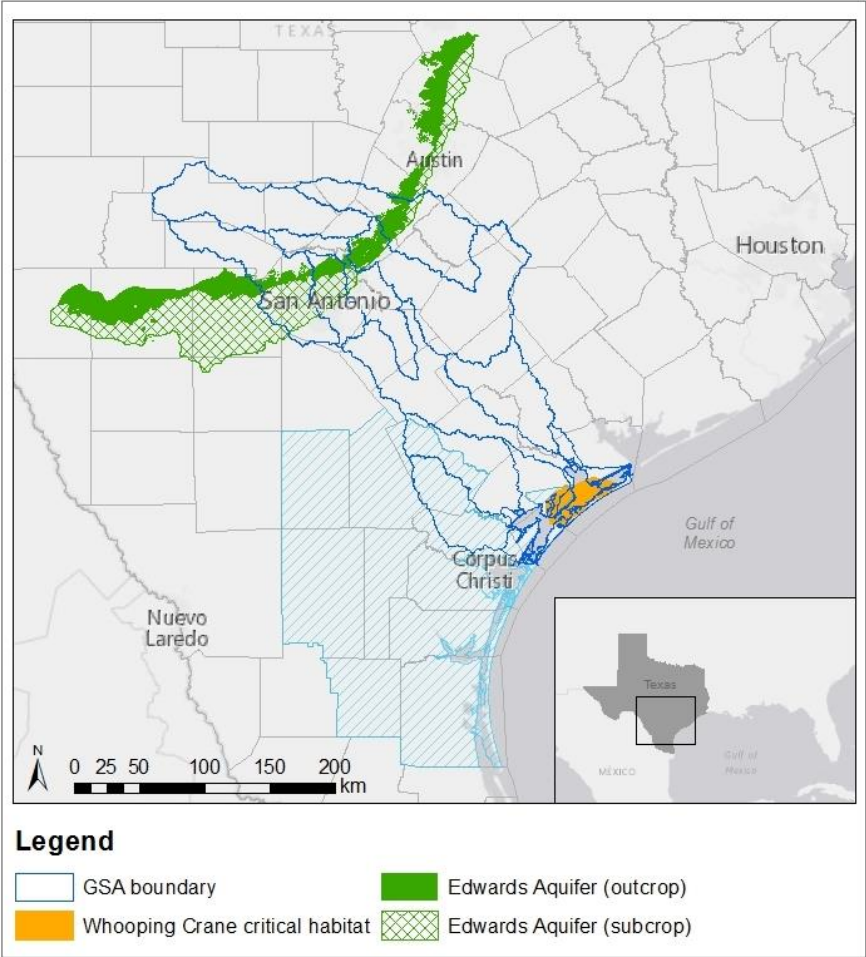 TEXAS
Austin
Houston
San Antonio
Gulf of
Mexico
Corpus
Christi
Nuevo
Laredo
Texas
Gulf of
Mexico
MÉXICO
N
0 25 50 100 150 200
km
Legend
GSA boundary
Edwards Aquifer (outcrop)
Whooping Crane critical habitat
Edwards Aquifer (subcrop)